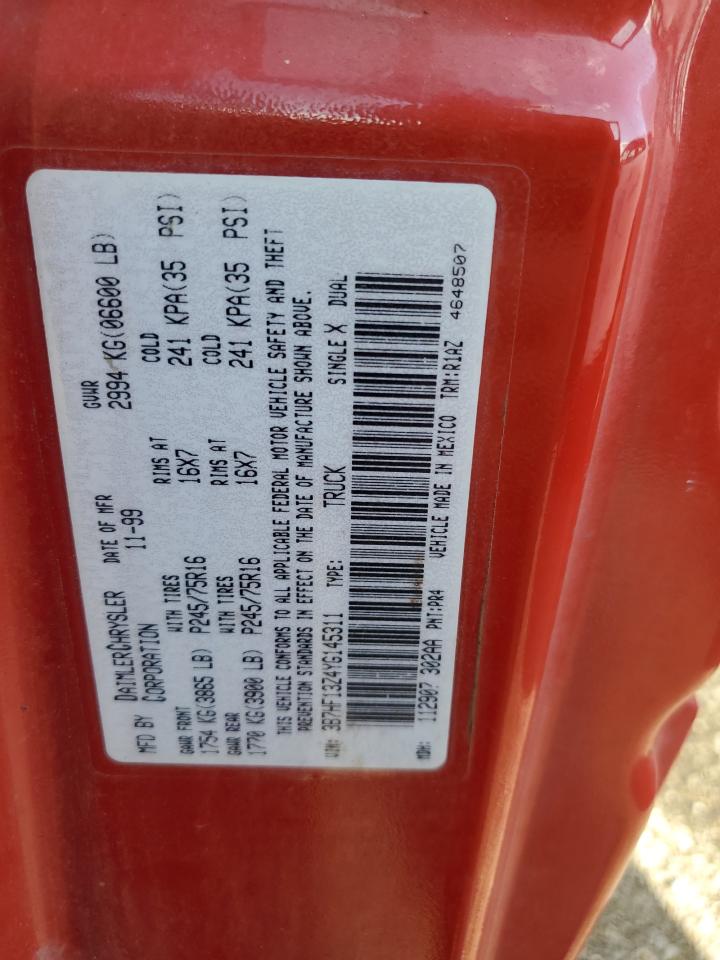 MFD BY DAIMLERCHRYSLER CORPORATION
DATE OF MFR 11-99
GVWR 2994 KG(06600 LB)
GAWR FRONT WITH TIRES RIMS AT COLD
1754 KG(3865 LB) P245/75R16 16X7 241 KPA(35 PSI)
GAWR REAR WITH TIRES RIMS AT COLD
1770 KG(3900 LB) P245/75R16 16X7 241 KPA(35 PSI)
THIS VEHICLE CONFORMS TO ALL APPLICABLE FEDERAL MOTOR VEHICLE SAFETY AND THEFT
PREVENTION STANDARDS IN EFFECT ON THE DATE OF MANUFACTURE SHOWN ABOVE.
VIN: 3B7HF13Z4YG145311 TYPE: TRUCK SINGLE X DUAL
MDH: 112907 302AA PNT:PR4 VEHICLE MADE IN MEXICO TRM:R1AZ 4648507